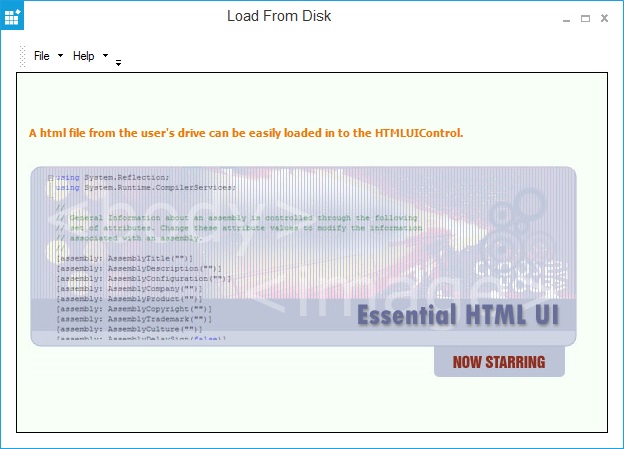 Load From Disk
File Help
A html file from the user's drive can be easily loaded in to the HTMLUIControl.
using System.Reflection;
using System.Runtime.CompilerServices;
//
// General Information about an assembly is controlled through the following
// set of attributes. Change these attribute values to modify the information
// associated with an assembly.
//
[assembly: AssemblyTitle("")]
[assembly: AssemblyDescription("")]
[assembly: AssemblyConfiguration("")]
[assembly: AssemblyCompany("")]
[assembly: AssemblyProduct("")]
[assembly: AssemblyCopyright("")]
[assembly: AssemblyTrademark("")]
[assembly: AssemblyCulture("")]
[assembly: AssemblyDelaySign(false)]
<body>
<image>
Essential HTML UI
NOW STARRING